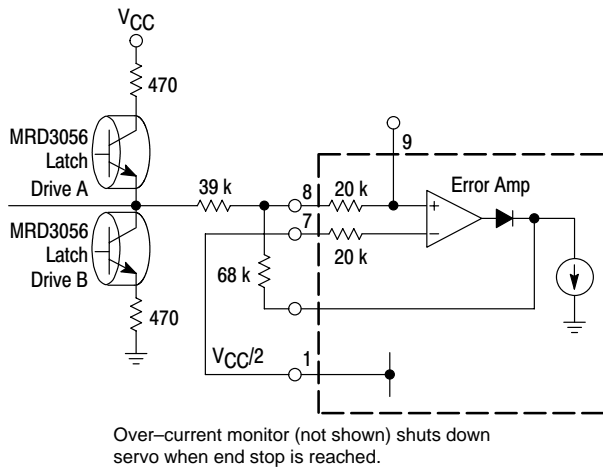 VCC
470
MRD3056
Latch
Drive A
MRD3056
Latch
Drive B
470
39 k
68 k
8
7
9
20 k
20 k
Error Amp
+
–
VCC/2
1
Over–current monitor (not shown) shuts down
servo when end stop is reached.